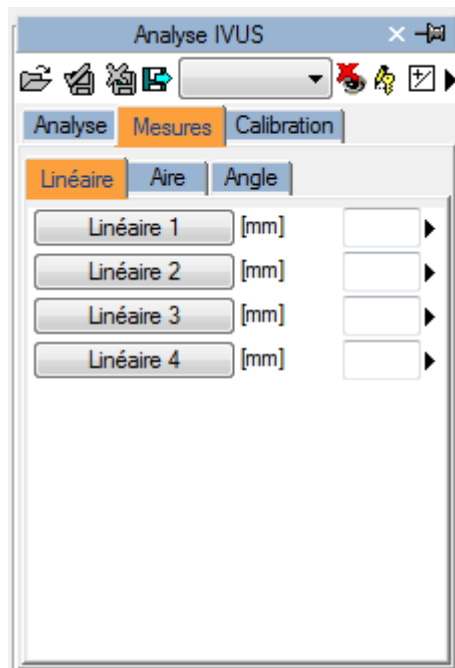 Analyse IVUS
Analyse Mesures Calibration
Linéaire Aire Angle
Linéaire 1 [mm]
Linéaire 2 [mm]
Linéaire 3 [mm]
Linéaire 4 [mm]